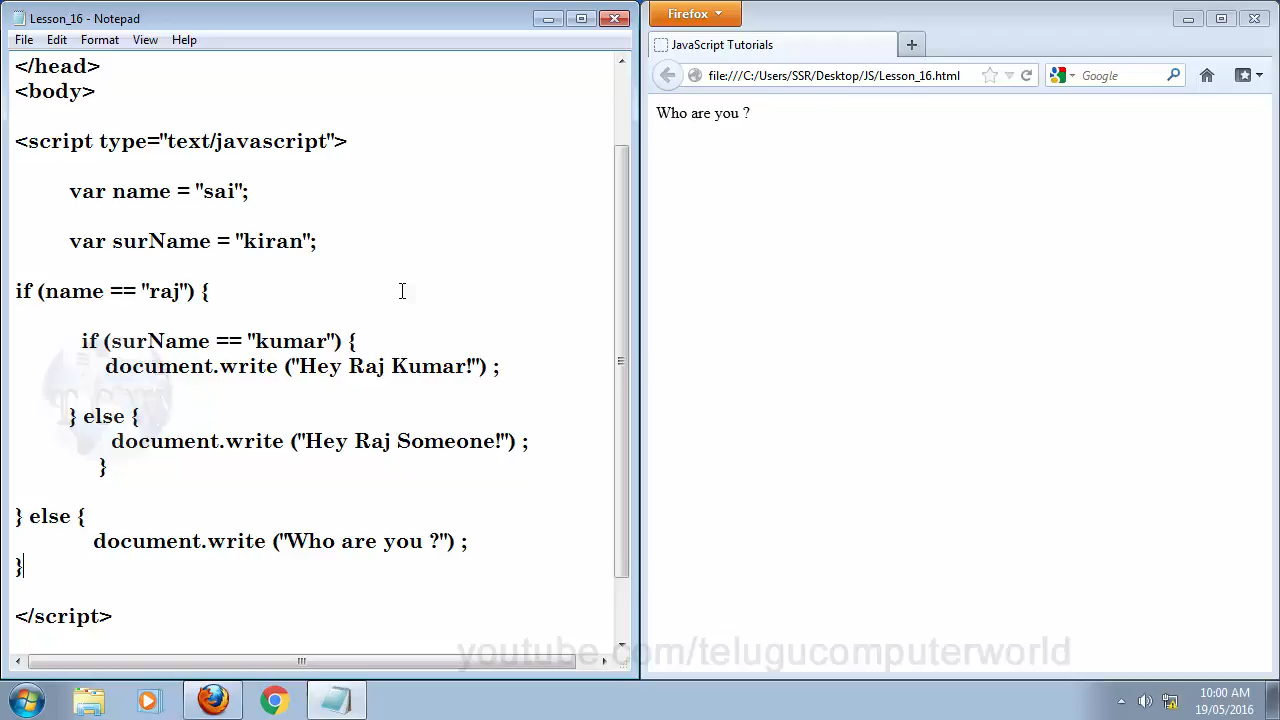 Lesson_16 - Notepad
File Edit Format View Help
</head>
<body>
<script type="text/javascript">
var name = "sai";
var surName = "kiran";
if (name == "raj") {
if (surName == "kumar") {
document.write ("Hey Raj Kumar!") ;
} else {
document.write ("Hey Raj Someone!") ;
}
} else {
document.write ("Who are you ?") ;
}
</script>
Firefox
JavaScript Tutorials
file:///C:/Users/SSR/Desktop/JS/Lesson_16.html
Google
Who are you ?
youtube.com/telugucomputerworld
10:00 AM
19/05/2016